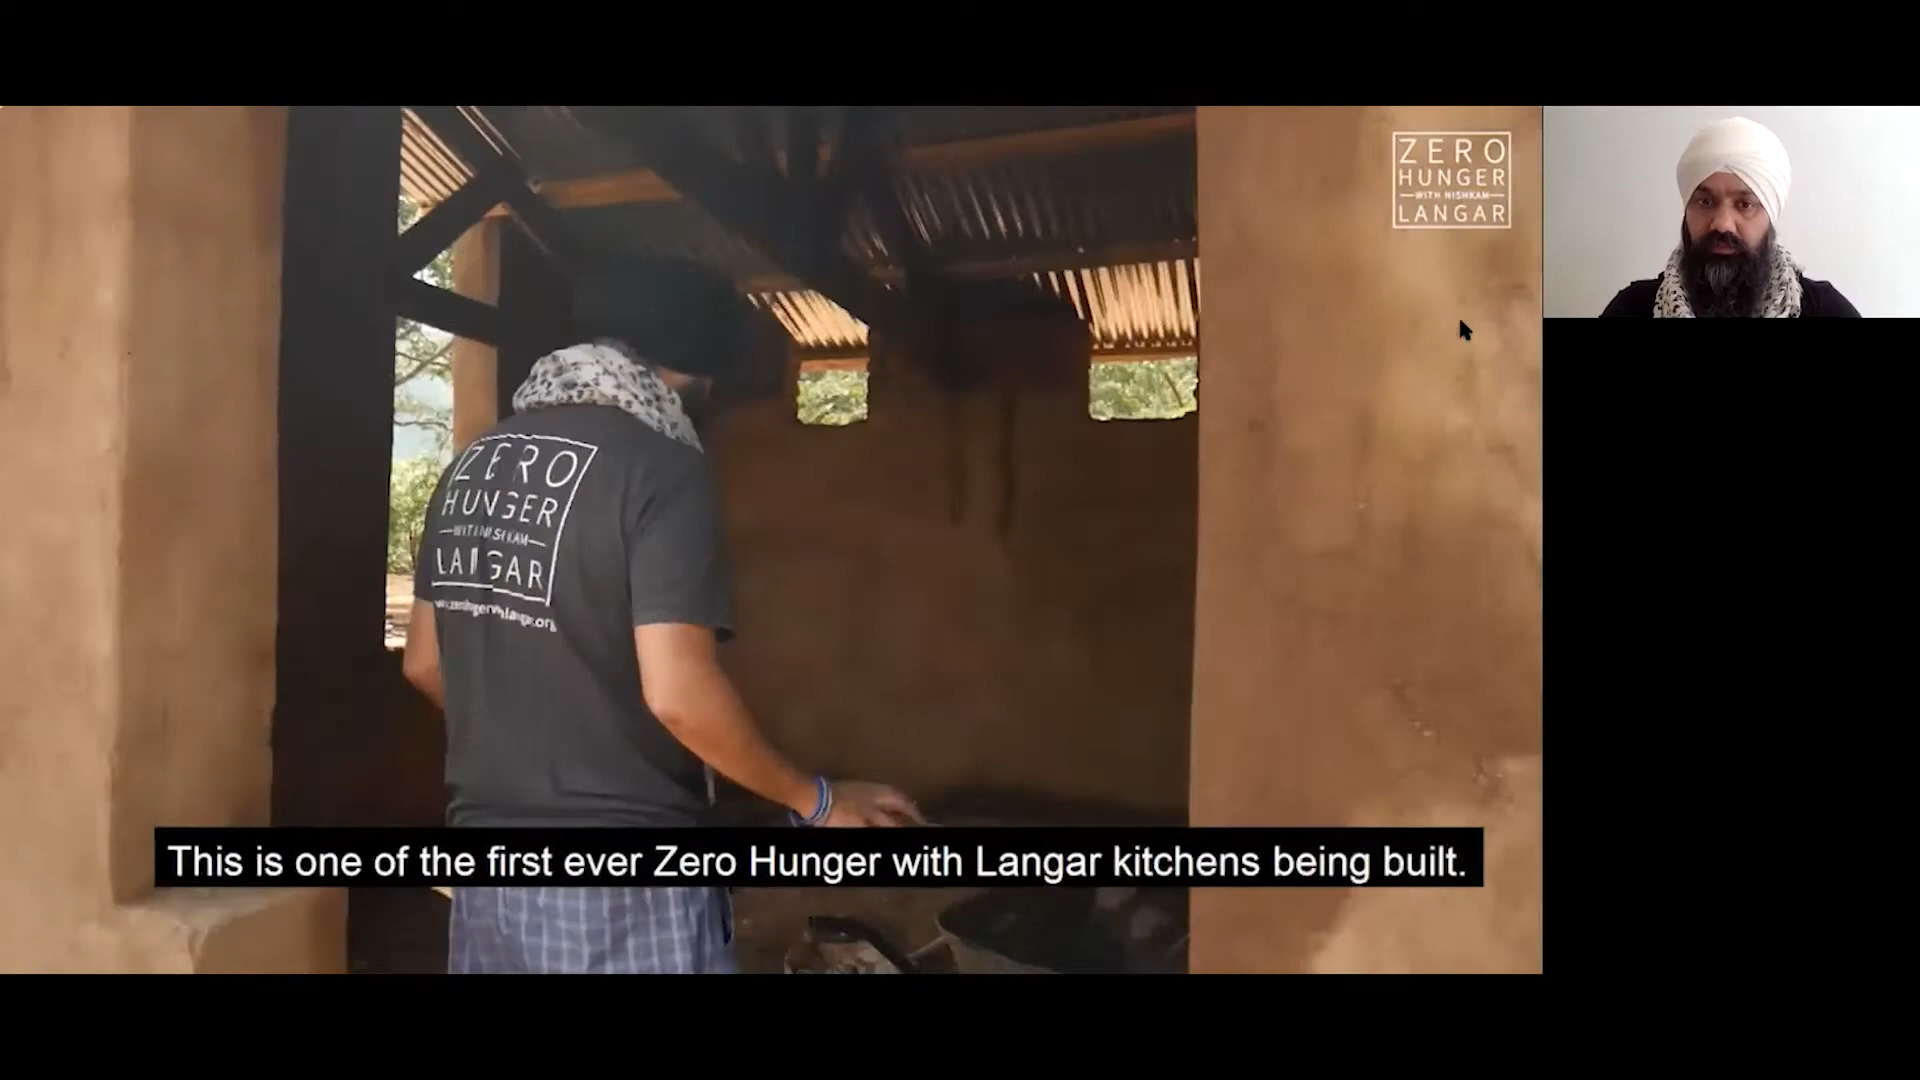 ZERO
HUNGER
WITH NISHKAM
LANGAR
ZERO
HUNGER
WITH NISHKAM
LANGAR
This is one of the first ever Zero Hunger with Langar kitchens being built.